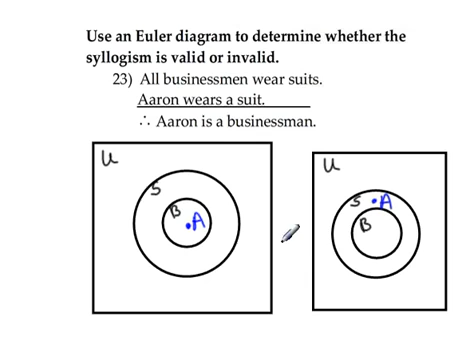 Use an Euler diagram to determine whether the
syllogism is valid or invalid.
23) All businessmen wear suits.
Aaron wears a suit.
∴ Aaron is a businessman.
U
S
B
A
U
S
A
B